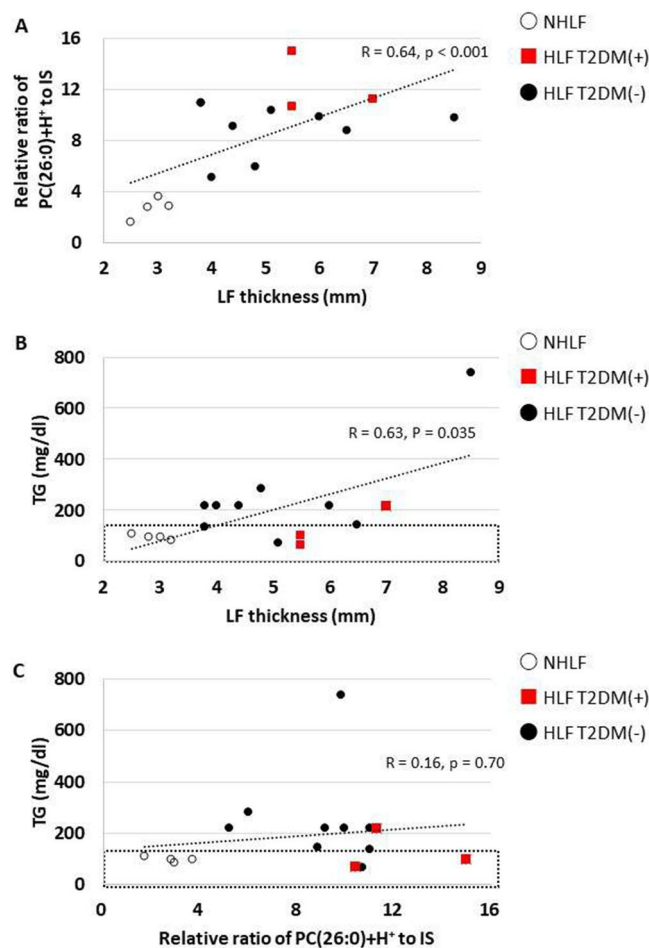 A
Relative ratio of
PC(26:0)+H⁺ to IS
16
12
8
4
0
R = 0.64, p < 0.001
2 3 4 5 6 7 8 9
LF thickness (mm)
NHLF
HLF T2DM(+)
HLF T2DM(-)
B
TG (mg/dl)
800
600
400
200
0
R = 0.63, P = 0.035
2 3 4 5 6 7 8 9
LF thickness (mm)
NHLF
HLF T2DM(+)
HLF T2DM(-)
C
TG (mg/dl)
800
600
400
200
0
R = 0.16, p = 0.70
0 4 8 12 16
Relative ratio of PC(26:0)+H⁺ to IS
NHLF
HLF T2DM(+)
HLF T2DM(-)